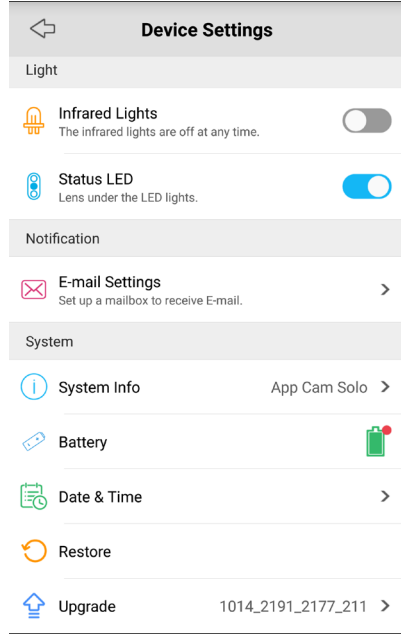 Device Settings
Light
Infrared Lights
The infrared lights are off at any time.
Status LED
Lens under the LED lights.
Notification
E-mail Settings
Set up a mailbox to receive E-mail.
System
System Info App Cam Solo
Battery
Date & Time
Restore
Upgrade 1014_2191_2177_211